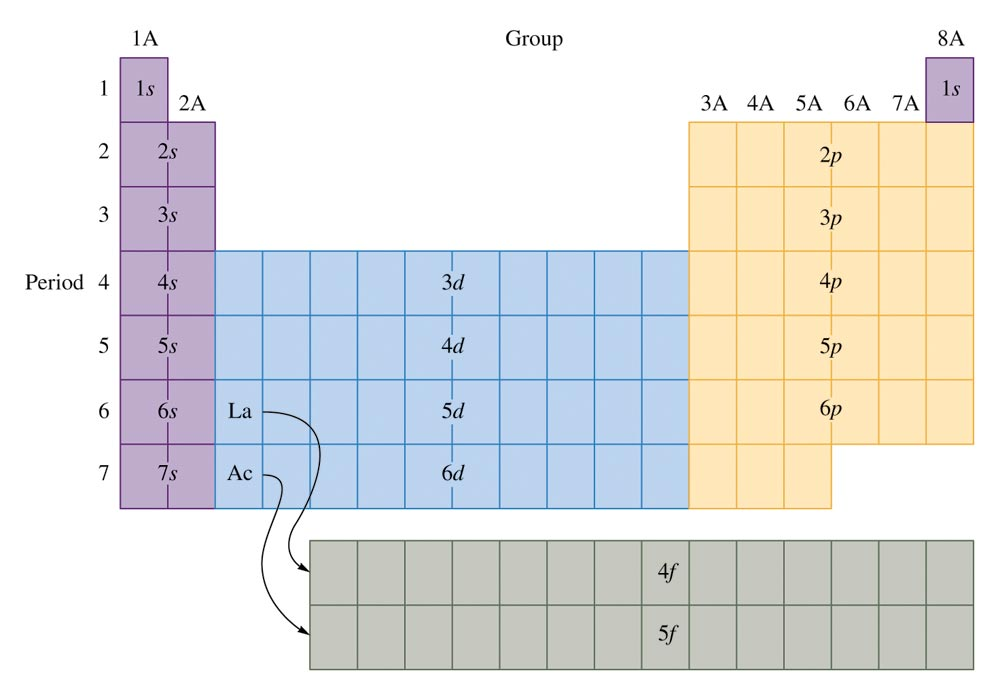 1A Group 8A
1 1s 2A 3A 4A 5A 6A 7A 1s
2 2s 2p
3 3s 3p
Period 4 4s 3d 4p
5 5s 4d 5p
6 6s La 5d 6p
7 7s Ac 6d
4f
5f